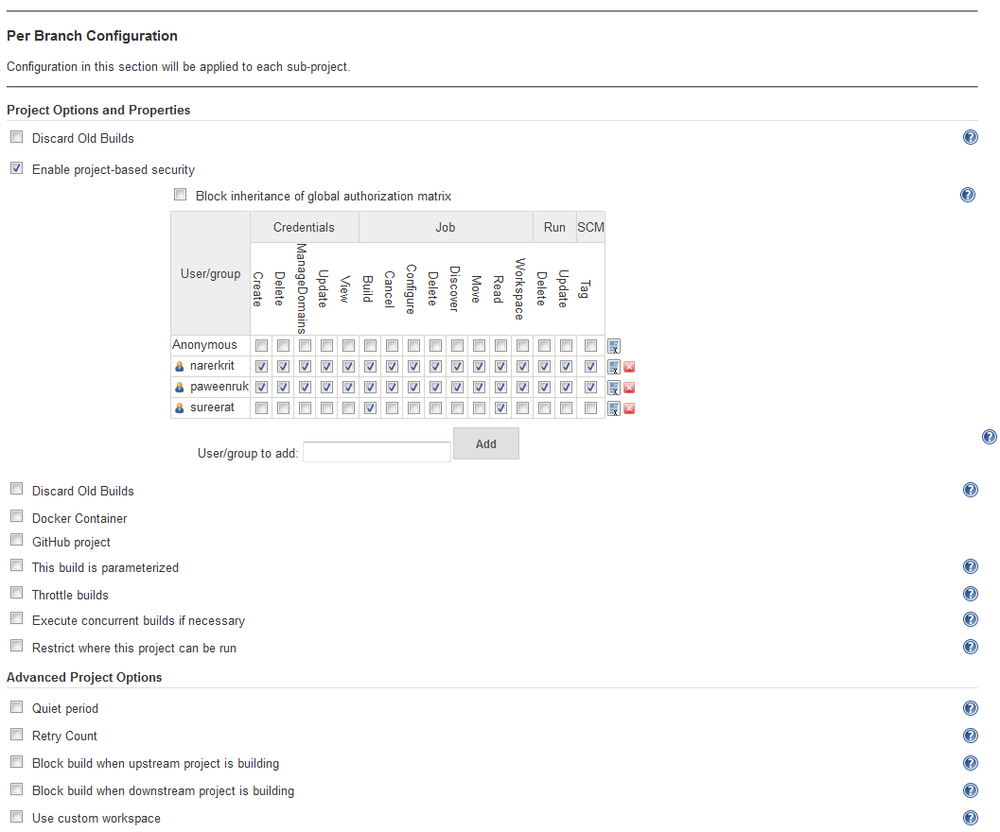 Per Branch Configuration
Configuration in this section will be applied to each sub-project.
Project Options and Properties
Discard Old Builds
Enable project-based security
Block inheritance of global authorization matrix
User/group Credentials Job Run SCM
Create Delete ManageDomains Update View Build Cancel Configure Delete Discover Move Read Workspace Delete Update Tag
Anonymous
narerkrit
paweenruk
sureerat
User/group to add: Add
Discard Old Builds
Docker Container
GitHub project
This build is parameterized
Throttle builds
Execute concurrent builds if necessary
Restrict where this project can be run
Advanced Project Options
Quiet period
Retry Count
Block build when upstream project is building
Block build when downstream project is building
Use custom workspace